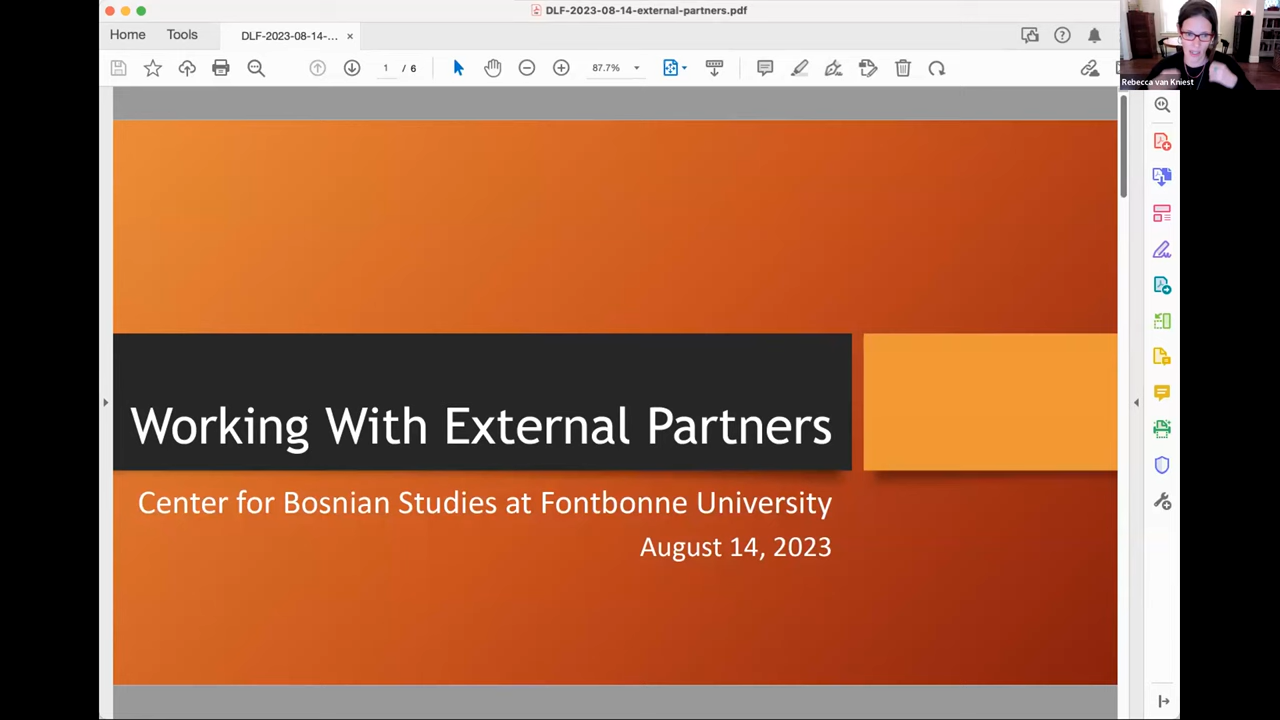 DLF-2023-08-14-external-partners.pdf
Home
Tools
DLF-2023-08-14-...
1 / 6
87.7%
Rebecca van Kniest
Working With External Partners
Center for Bosnian Studies at Fontbonne University
August 14, 2023